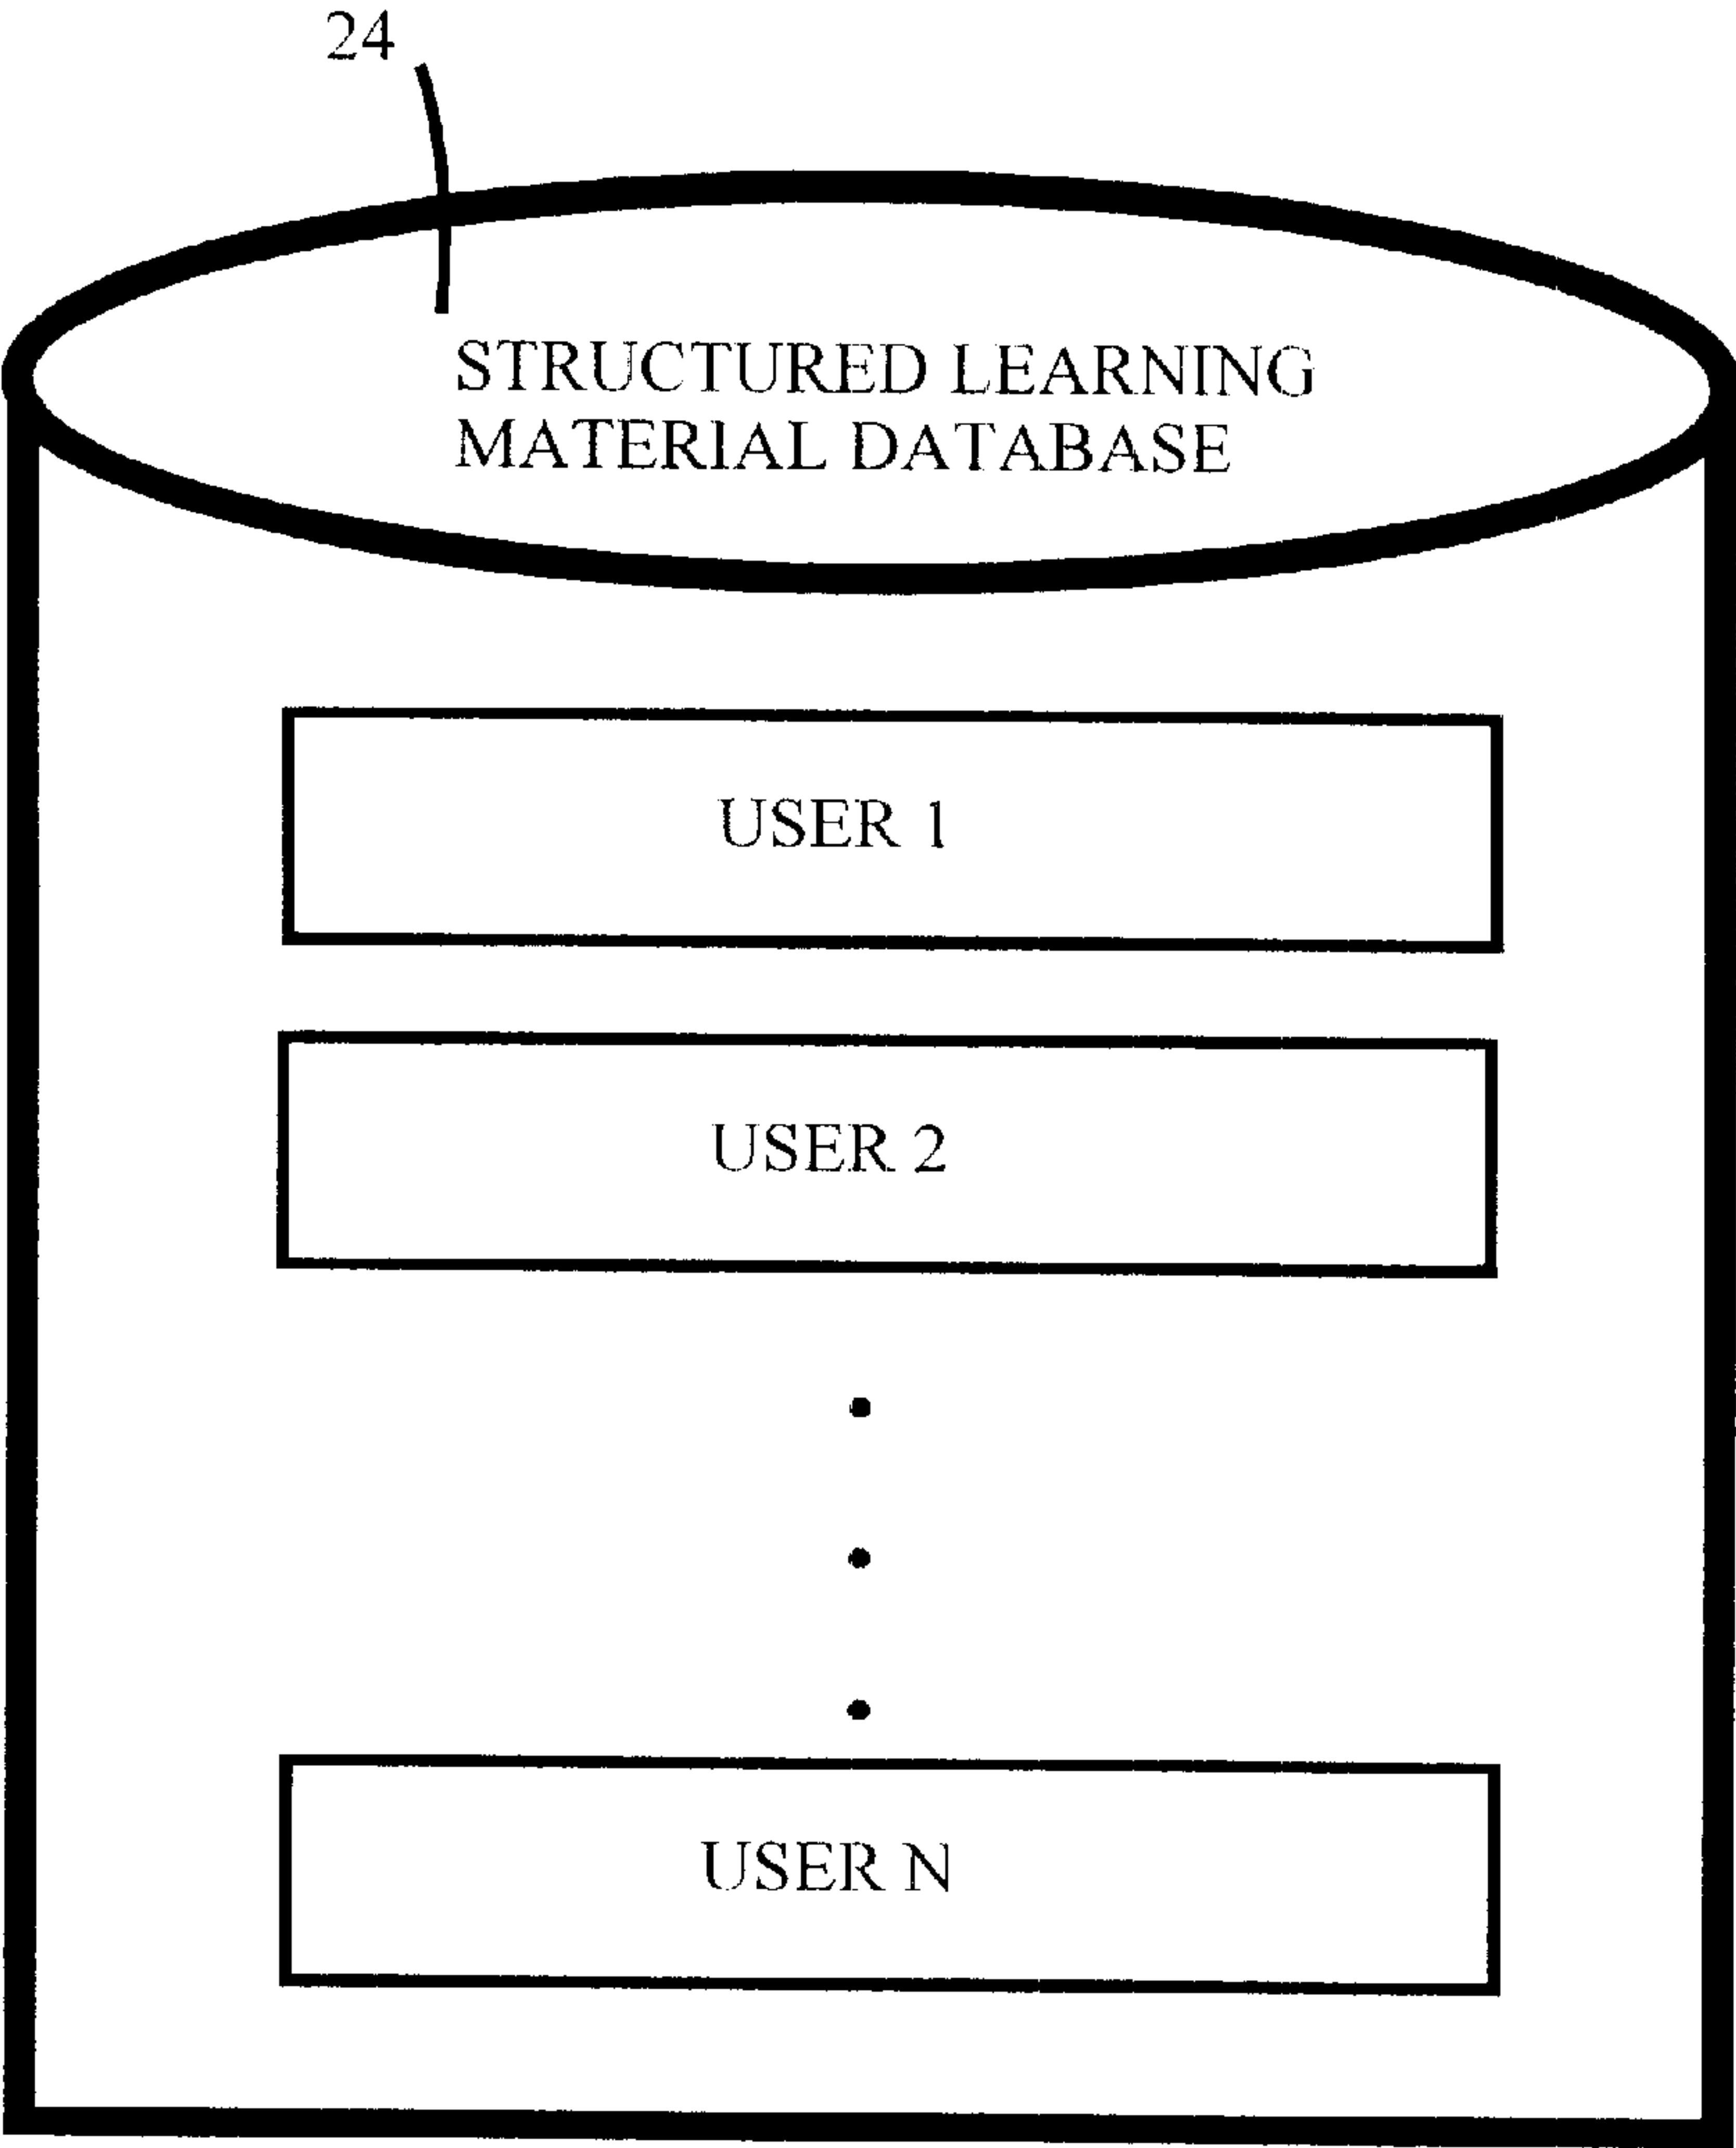 24
STRUCTURED LEARNING
MATERIAL DATABASE
USER 1
USER 2
USER N